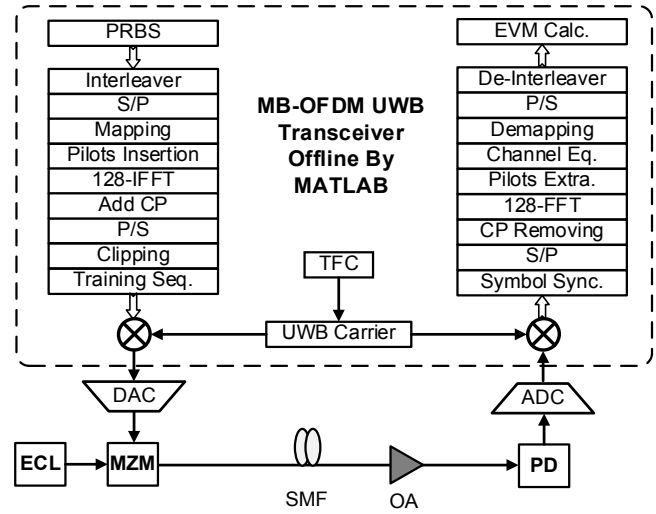 PRBS
Interleaver
S/P
Mapping
Pilots Insertion
128-IFFT
Add CP
P/S
Clipping
Training Seq.
MB-OFDM UWB
Transceiver
Offline By
MATLAB
TFC
UWB Carrier
EVM Calc.
De-Interleaver
P/S
Demapping
Channel Eq.
Pilots Extra.
128-FFT
CP Removing
S/P
Symbol Sync.
DAC
ADC
ECL
MZM
SMF
OA
PD